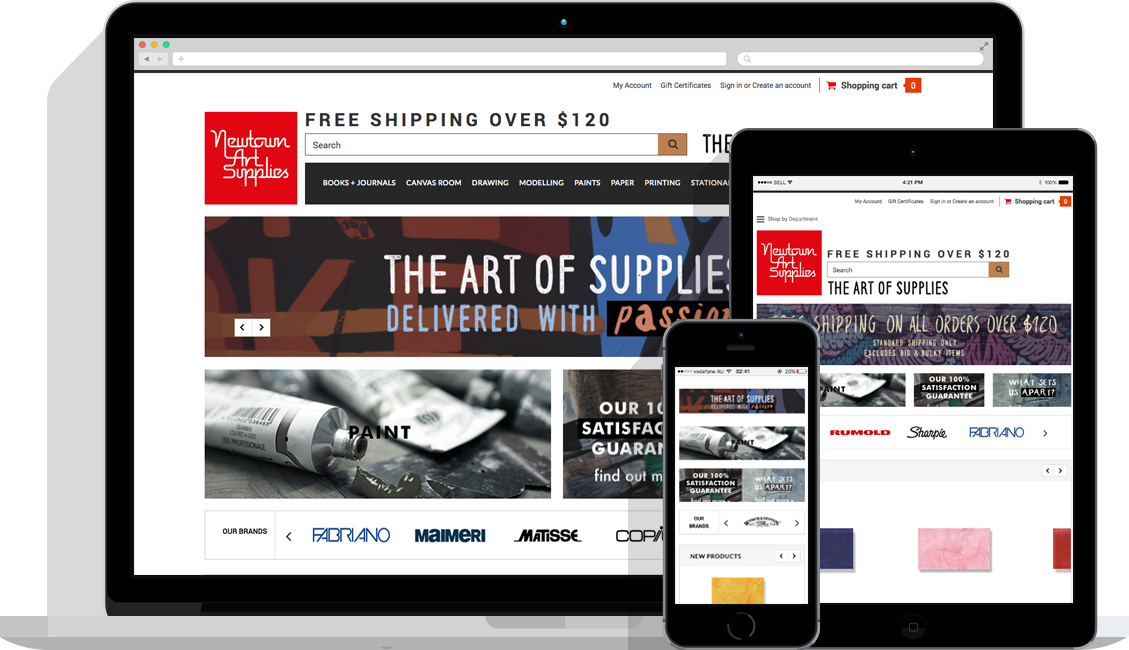 My Account Gift Certificates Sign in or Create an account Shopping cart 0
FREE SHIPPING OVER $120
Newtown
Art
Supplies
Search
THE
BOOKS + JOURNALS CANVAS ROOM DRAWING MODELLING PAINTS PAPER PRINTING STATIONA
THE ART OF SUPPLIES
DELIVERED WITH passion
PAINT
OUR 10
SATISFAC
GUARAN
find out m
OUR BRANDS FABRIANO MAIMERI MATISSE COPI
BELL 4:21 PM 100%
My Account Gift Certificates Sign in or Create an account Shopping cart 0
Shop by Department
Newtown
Art
Supplies
FREE SHIPPING OVER $120
Search
THE ART OF SUPPLIES
SHIPPING ON ALL ORDERS OVER $120
STANDARD SHIPPING ONLY
EXCLUDES BIG & BULKY ITEMS
AINT
OUR 100%
SATISFACTION
GUARANTEE
WHAT SETS
US APART?
RUMOLD Sharpie FABRIANO
vodafone AU 02:41 20%
THE ART OF SUPPLIES
DELIVERED WITH passion
PAINT
OUR 100%
SATISFACTION
GUARANTEE
WHAT SETS
US APART?
OUR
BRANDS
NEW PRODUCTS